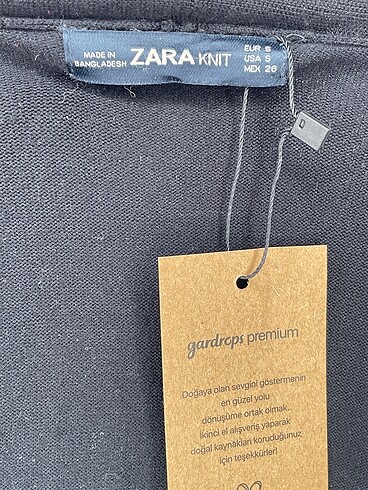 MADE IN
BANGLADESH
ZARA KNIT
EUR S
USA S
MEX 26
gardrops premium
Doğaya olan sevgini göstermenin
en güzel yolu
dönüşüme ortak olmak.
İkinci el alışveriş yaparak
doğal kaynakları koruduğunuz
için teşekkürler!